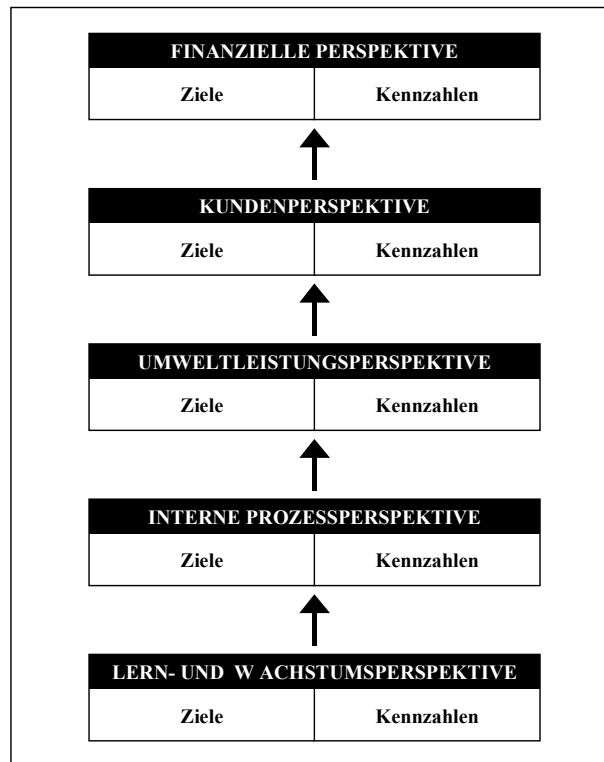 FINANZIELLE PERSPEKTIVE
Ziele Kennzahlen
KUNDENPERSPEKTIVE
Ziele Kennzahlen
UMWELTLEISTUNGSPERSPEKTIVE
Ziele Kennzahlen
INTERNE PROZESSPERSPEKTIVE
Ziele Kennzahlen
LERN- UND W ACHSTUMSPERSPEKTIVE
Ziele Kennzahlen